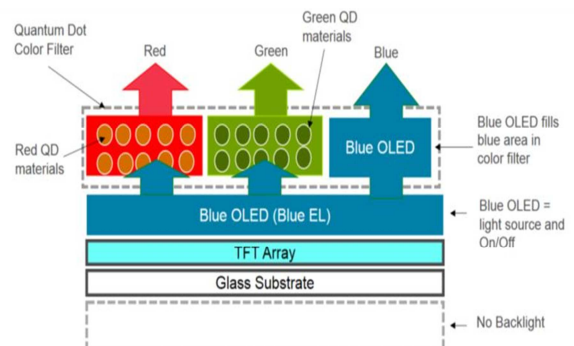 Quantum Dot
Color Filter
Red
Green
Green QD
materials
Blue
Red QD
materials
Blue OLED
Blue OLED fills
blue area in
color filter
Blue OLED (Blue EL)
Blue OLED =
light source and
On/Off
TFT Array
Glass Substrate
No Backlight